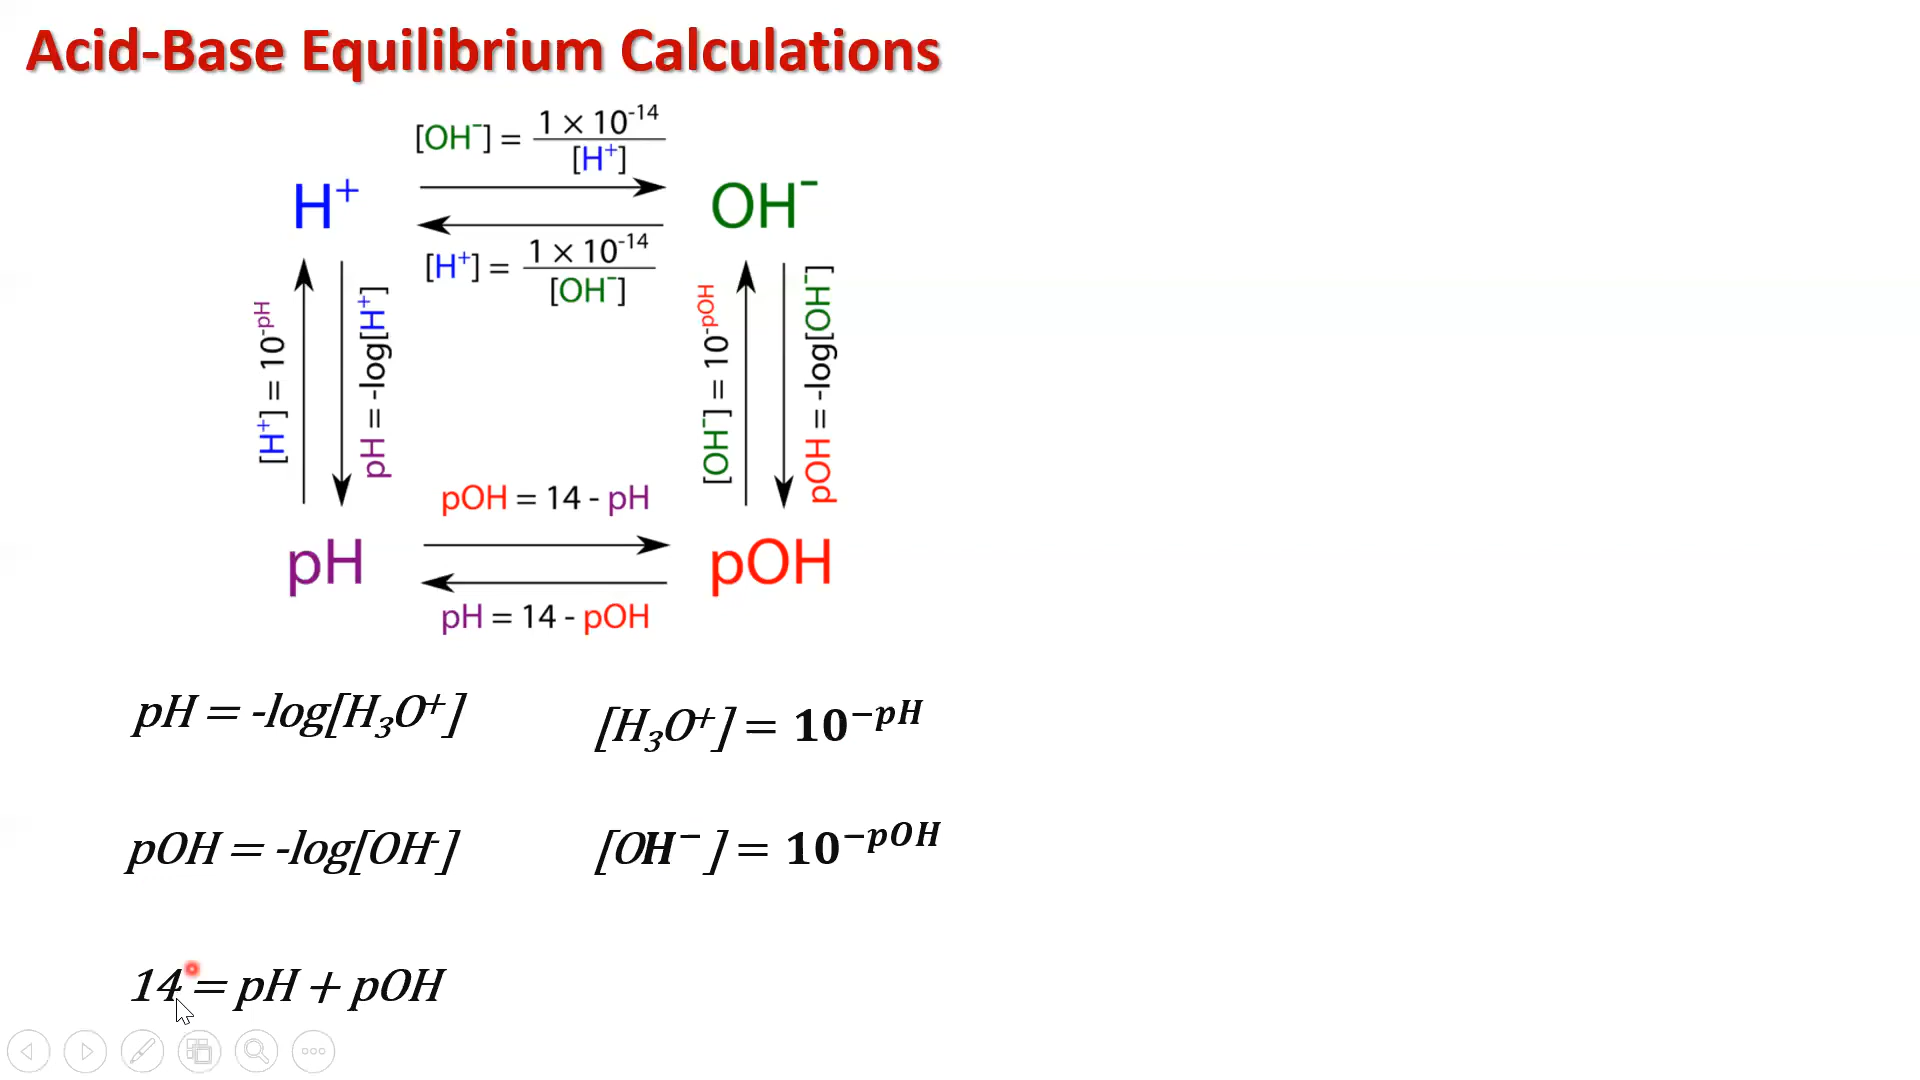 Acid-Base Equilibrium Calculations
[OH⁻] = 1 × 10⁻¹⁴ / [H⁺]
H⁺
OH⁻
[H⁺] = 1 × 10⁻¹⁴ / [OH⁻]
[H⁺] = 10⁻ᵖᴴ
pH = -log[H⁺]
[OH⁻] = 10⁻ᵖᴼᴴ
pOH = -log[OH⁻]
pOH = 14 - pH
pH
pOH
pH = 14 - pOH
pH = -log[H₃O⁺]
[H₃O⁺] = 10⁻ᵖᴴ
pOH = -log[OH⁻]
[OH⁻] = 10⁻ᵖᴼᴴ
14 = pH + pOH